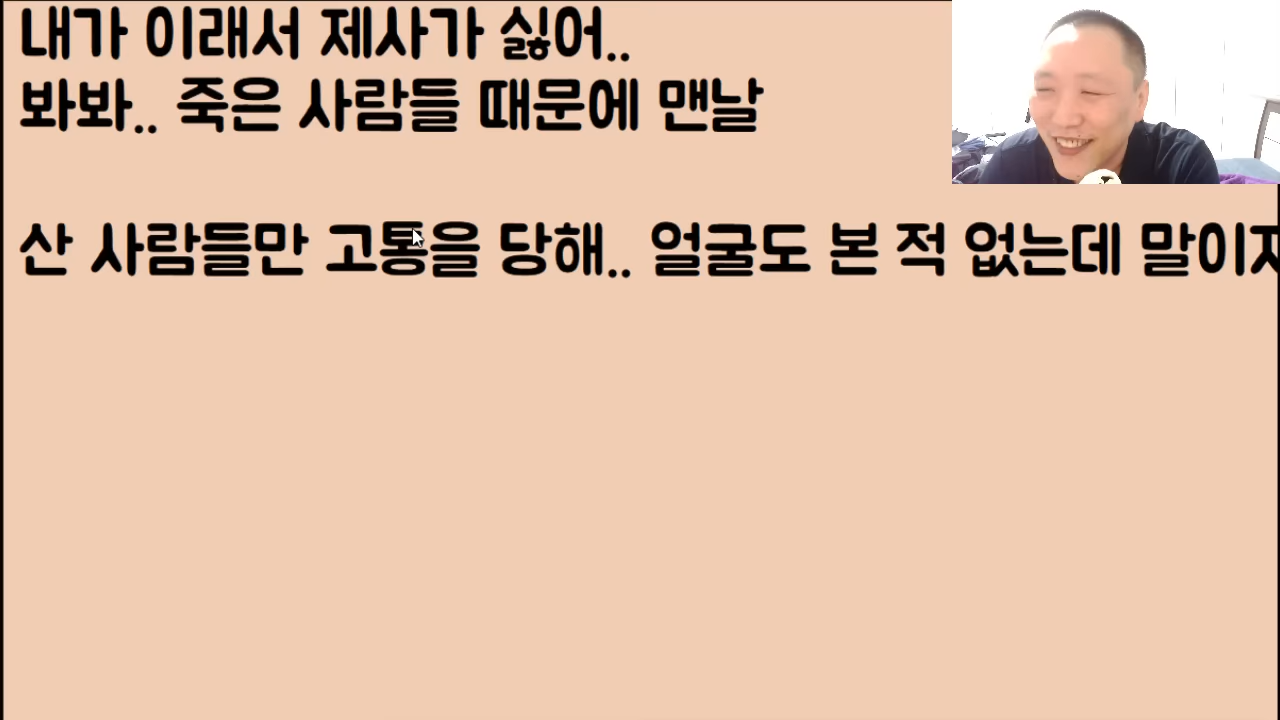 내가 이래서 제사가 싫어..
봐봐.. 죽은 사람들 때문에 맨날
산 사람들만 고통을 당해.. 얼굴도 본 적 없는데 말이지